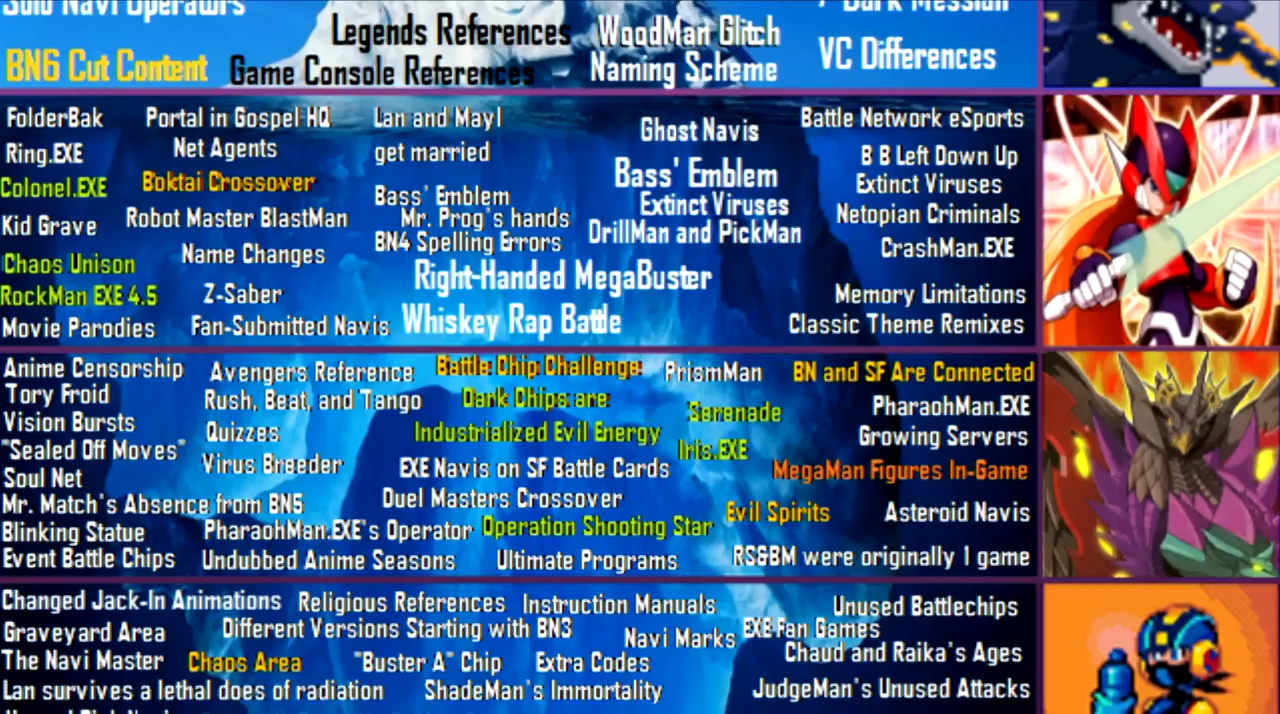 Solo Navi Operators
Legends References
WoodMan Glitch
Dark Messiah
BN6 Cut Content
Game Console References
Naming Scheme
VC Differences
FolderBak
Portal in Gospel HQ
Lan and Mayl
get married
Ghost Navis
Battle Network eSports
Ring.EXE
Net Agents
Bass' Emblem
B B Left Down Up
Colonel.EXE
Boktai Crossover
Bass' Emblem
Extinct Viruses
Extinct Viruses
Kid Grave
Robot Master BlastMan
Mr. Prog's hands
DrillMan and PickMan
Netopian Criminals
BN4 Spelling Errors
CrashMan.EXE
Chaos Unison
Name Changes
Right-Handed MegaBuster
RockMan EXE 4.5
Z-Saber
Memory Limitations
Movie Parodies
Fan-Submitted Navis
Whiskey Rap Battle
Classic Theme Remixes
Anime Censorship
Avengers Reference
Battle Chip Challenge
PrismMan
BN and SF Are Connected
Tory Froid
Rush, Beat, and Tango
Dark Chips are
Industrialized Evil Energy
Serenade
PharaohMan.EXE
Vision Bursts
Quizzes
Iris.EXE
Growing Servers
"Sealed Off Moves"
Virus Breeder
EXE Navis on SF Battle Cards
MegaMan Figures In-Game
Soul Net
Mr. Match's Absence from BN5
Duel Masters Crossover
Evil Spirits
Asteroid Navis
Blinking Statue
PharaohMan.EXE's Operator
Operation Shooting Star
Event Battle Chips
Undubbed Anime Seasons
Ultimate Programs
RS&BM were originally 1 game
Changed Jack-In Animations
Religious References
Instruction Manuals
Unused Battlechips
Graveyard Area
Different Versions Starting with BN3
Navi Marks
EXE Fan Games
Chaud and Raika's Ages
The Navi Master
Chaos Area
"Buster A" Chip
Extra Codes
Lan survives a lethal does of radiation
ShadeMan's Immortality
JudgeMan's Unused Attacks